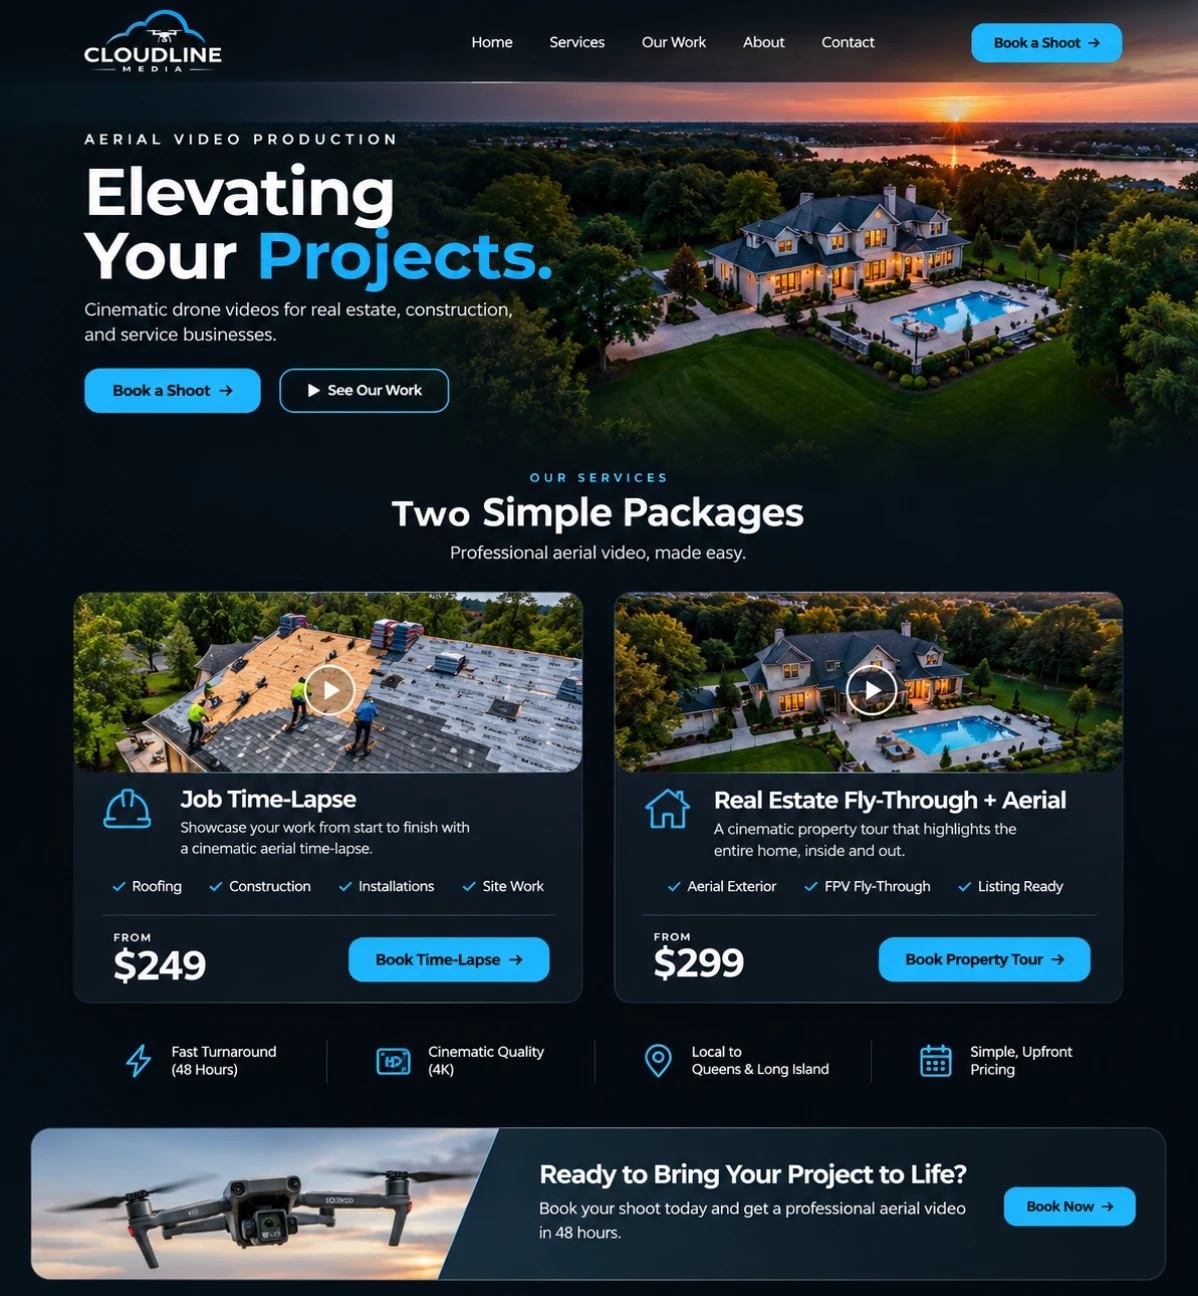 CLOUDLINE
MEDIA
Home
Services
Our Work
About
Contact
Book a Shoot →
AERIAL VIDEO PRODUCTION
Elevating
Your Projects.
Cinematic drone videos for real estate, construction,
and service businesses.
Book a Shoot →
See Our Work
OUR SERVICES
Two Simple Packages
Professional aerial video, made easy.
Job Time-Lapse
Showcase your work from start to finish with
a cinematic aerial time-lapse.
Roofing
Construction
Installations
Site Work
FROM
$249
Book Time-Lapse →
Real Estate Fly-Through + Aerial
A cinematic property tour that highlights the
entire home, inside and out.
Aerial Exterior
FPV Fly-Through
Listing Ready
FROM
$299
Book Property Tour →
Fast Turnaround
(48 Hours)
HD
Cinematic Quality
(4K)
Local to
Queens & Long Island
Simple, Upfront
Pricing
Ready to Bring Your Project to Life?
Book your shoot today and get a professional aerial video
in 48 hours.
Book Now →